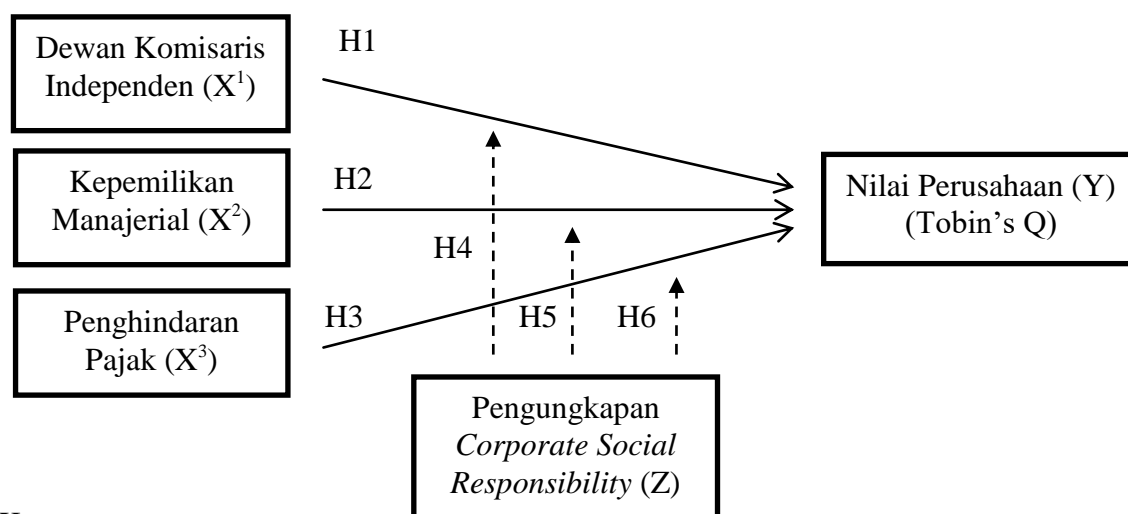 Dewan Komisaris
Independen (X¹)
H1
Kepemilikan
Manajerial (X²)
H2
Nilai Perusahaan (Y)
(Tobin’s Q)
H4
Penghindaran
Pajak (X³)
H3
H5
H6
Pengungkapan
Corporate Social
Responsibility (Z)